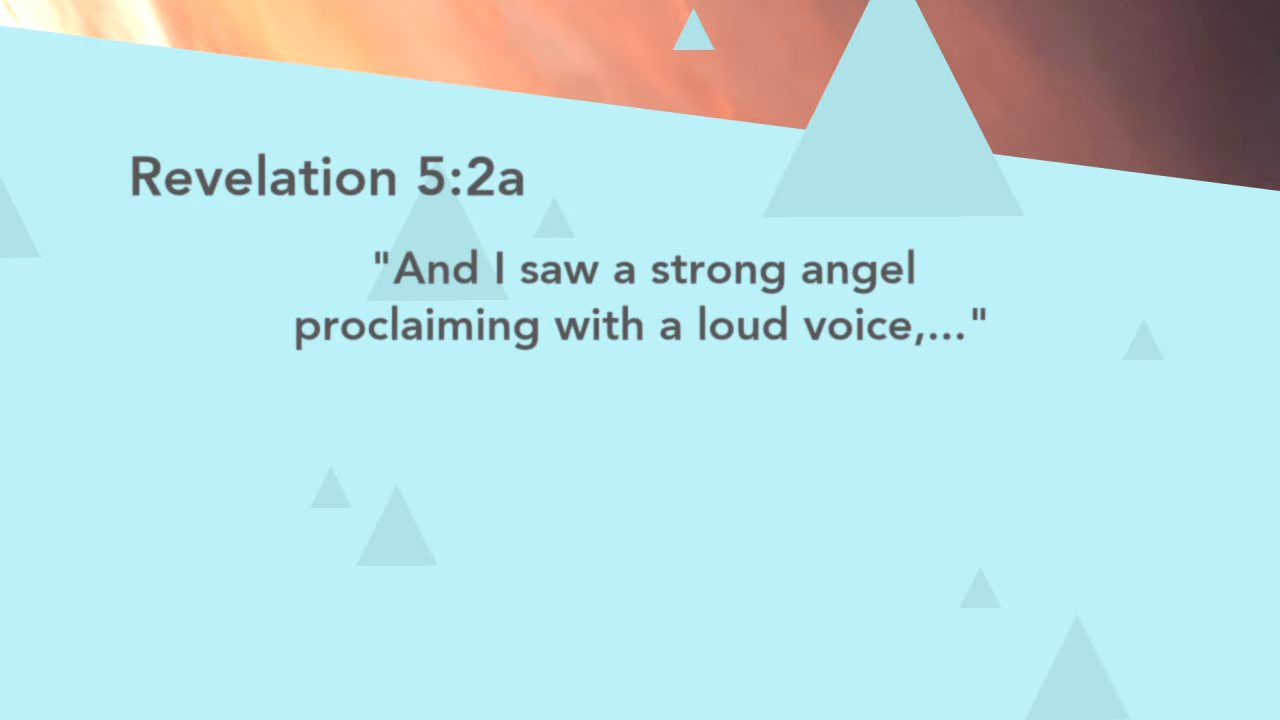 Revelation 5:2a
"And I saw a strong angel
proclaiming with a loud voice,..."